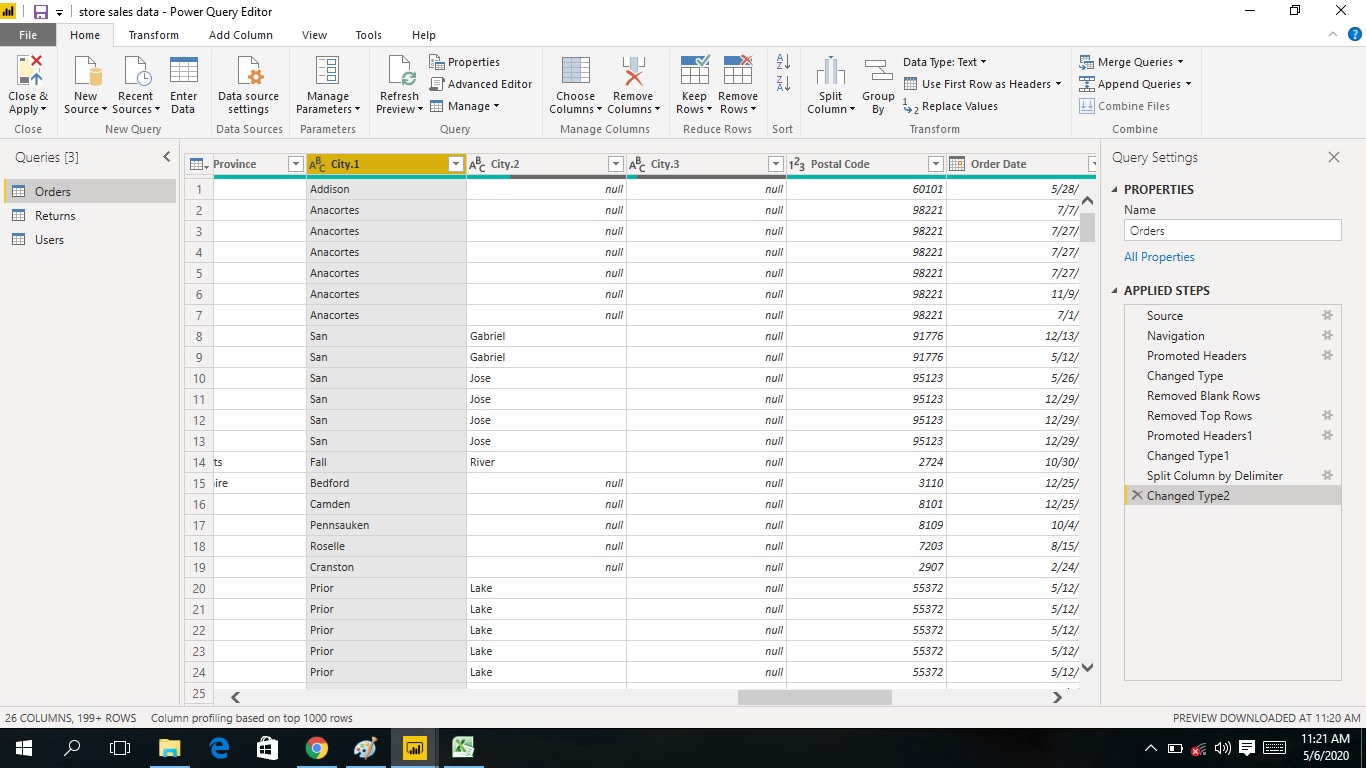 store sales data - Power Query Editor
File Home Transform Add Column View Tools Help
Close & Apply
Close
New Source
Recent Sources
Enter Data
New Query
Data source settings
Data Sources
Manage Parameters
Parameters
Refresh Preview
Properties
Advanced Editor
Manage
Query
Choose Columns
Remove Columns
Manage Columns
Keep Rows
Remove Rows
Reduce Rows
A Z
Z A
Sort
Split Column
Group By
Data Type: Text
Use First Row as Headers
1 2 Replace Values
Transform
Merge Queries
Append Queries
Combine Files
Combine
Queries [3]
Orders
Returns
Users
Province ABC City.1 ABC City.2 ABC City.3 123 Postal Code Order Date
1 Addison null null 60101 5/28/
2 Anacortes null null 98221 7/7/
3 Anacortes null null 98221 7/27/
4 Anacortes null null 98221 7/27/
5 Anacortes null null 98221 7/27/
6 Anacortes null null 98221 11/9/
7 Anacortes null null 98221 7/1/
8 San Gabriel null 91776 12/13/
9 San Gabriel null 91776 5/12/
10 San Jose null 95123 5/26/
11 San Jose null 95123 12/29/
12 San Jose null 95123 12/29/
13 San Jose null 95123 12/29/
14 ts Fall River null 2724 10/30/
15 ire Bedford null null 3110 12/25/
16 Camden null null 8101 12/25/
17 Pennsauken null null 8109 10/4/
18 Roselle null null 7203 8/15/
19 Cranston null null 2907 2/24/
20 Prior Lake null 55372 5/12/
21 Prior Lake null 55372 5/12/
22 Prior Lake null 55372 5/12/
23 Prior Lake null 55372 5/12/
24 Prior Lake null 55372 5/12/
25
Query Settings
PROPERTIES
Name
Orders
All Properties
APPLIED STEPS
Source
Navigation
Promoted Headers
Changed Type
Removed Blank Rows
Removed Top Rows
Promoted Headers1
Changed Type1
Split Column by Delimiter
Changed Type2
26 COLUMNS, 199+ ROWS Column profiling based on top 1000 rows PREVIEW DOWNLOADED AT 11:20 AM
11:21 AM
5/6/2020